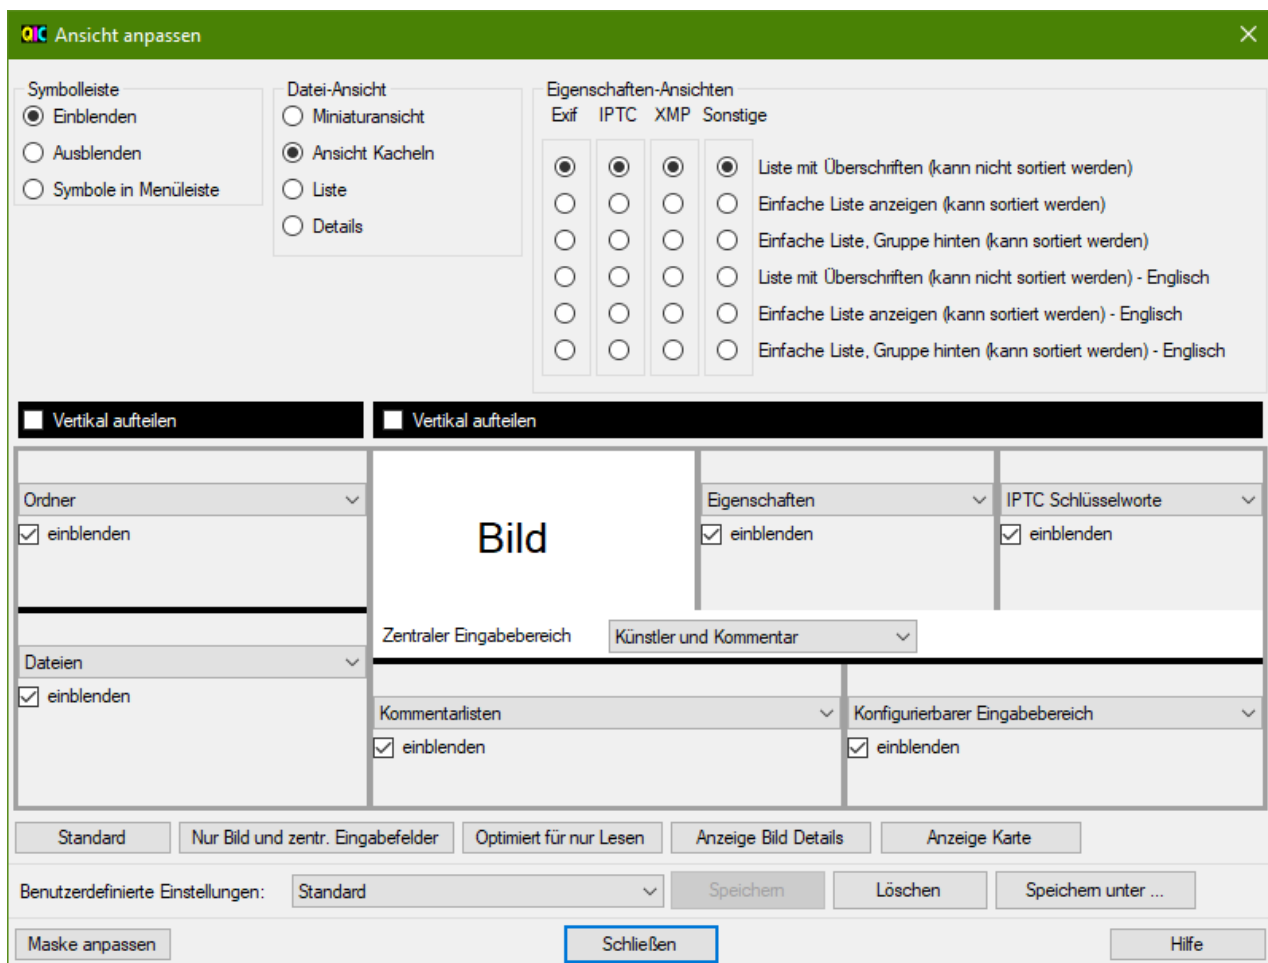 QIC Ansicht anpassen
Symbolleiste
Einblenden
Ausblenden
Symbole in Menüleiste
Datei-Ansicht
Miniaturansicht
Ansicht Kacheln
Liste
Details
Eigenschaften-Ansichten
Exif IPTC XMP Sonstige
Liste mit Überschriften (kann nicht sortiert werden)
Einfache Liste anzeigen (kann sortiert werden)
Einfache Liste, Gruppe hinten (kann sortiert werden)
Liste mit Überschriften (kann nicht sortiert werden) - Englisch
Einfache Liste anzeigen (kann sortiert werden) - Englisch
Einfache Liste, Gruppe hinten (kann sortiert werden) - Englisch
Vertikal aufteilen
Vertikal aufteilen
Ordner
einblenden
Dateien
einblenden
Bild
Eigenschaften
einblenden
IPTC Schlüsselworte
einblenden
Zentraler Eingabebereich Künstler und Kommentar
Kommentarlisten
einblenden
Konfigurierbarer Eingabebereich
einblenden
Standard Nur Bild und zentr. Eingabefelder Optimiert für nur Lesen Anzeige Bild Details Anzeige Karte
Benutzerdefinierte Einstellungen: Standard Speichern Löschen Speichern unter ...
Maske anpassen Schließen Hilfe